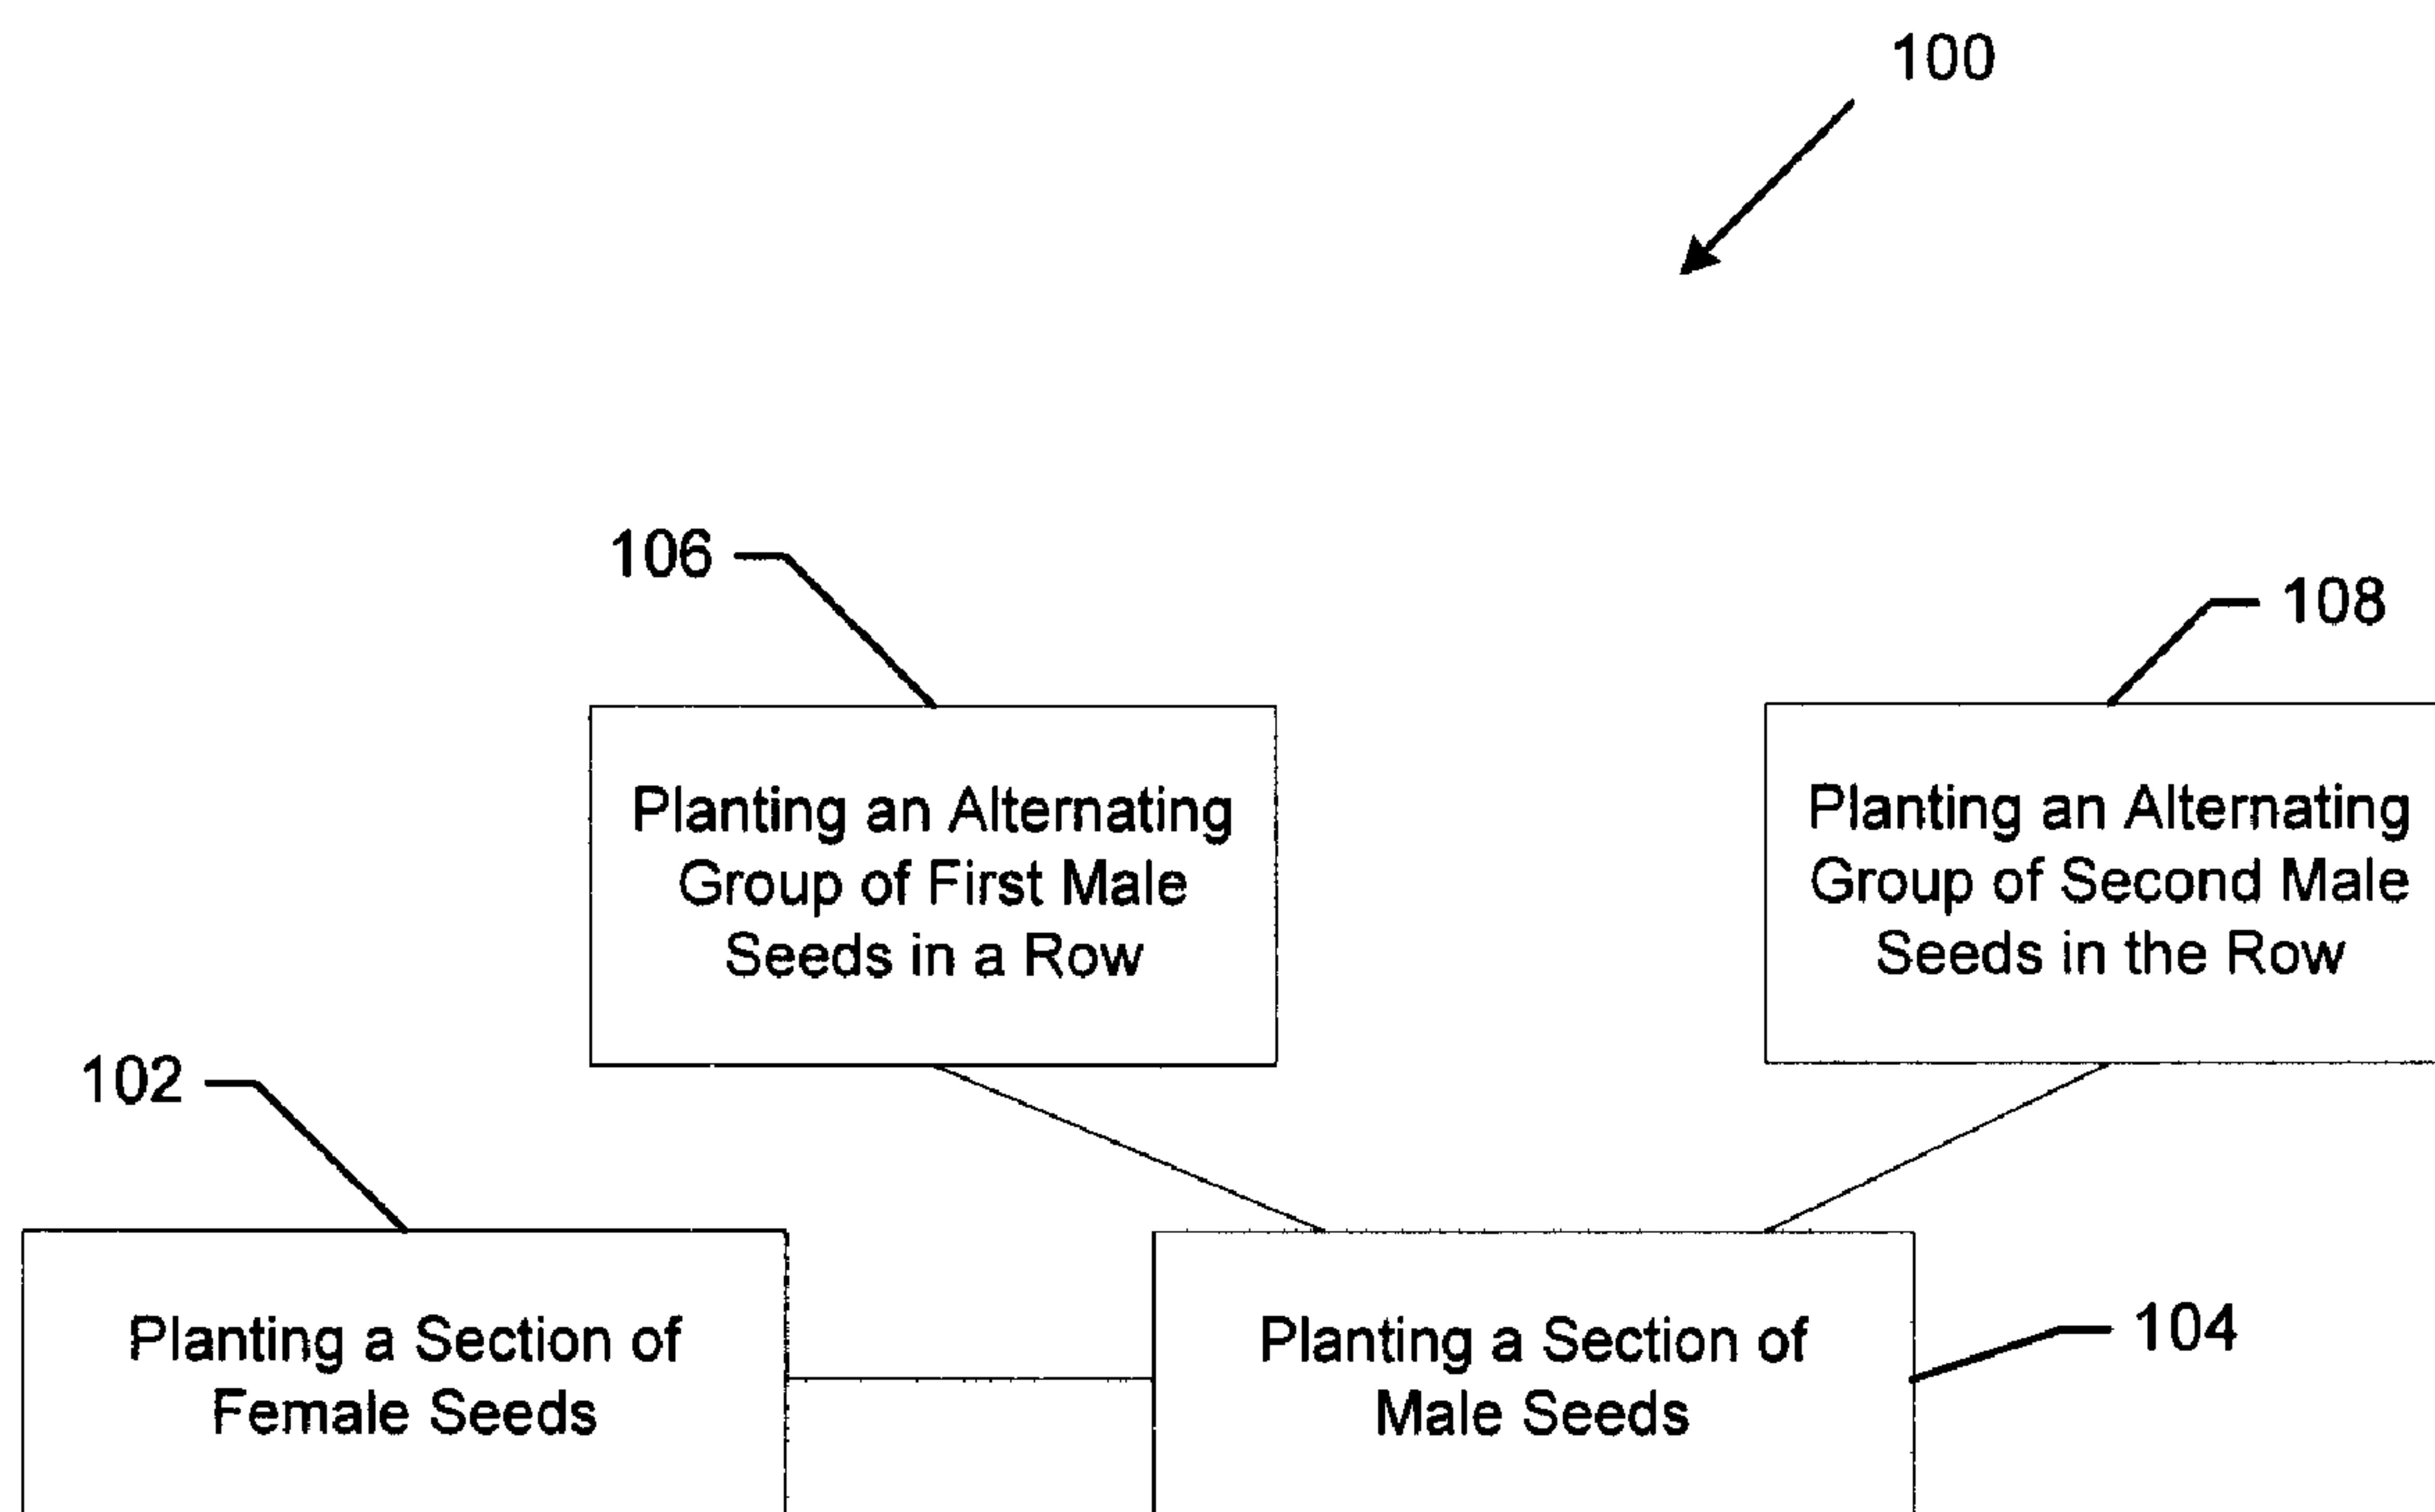 100
106
108
Planting an Alternating
Group of First Male
Seeds in a Row
Planting an Alternating
Group of Second Male
Seeds in the Row
102
Planting a Section of
Female Seeds
Planting a Section of
Male Seeds
104